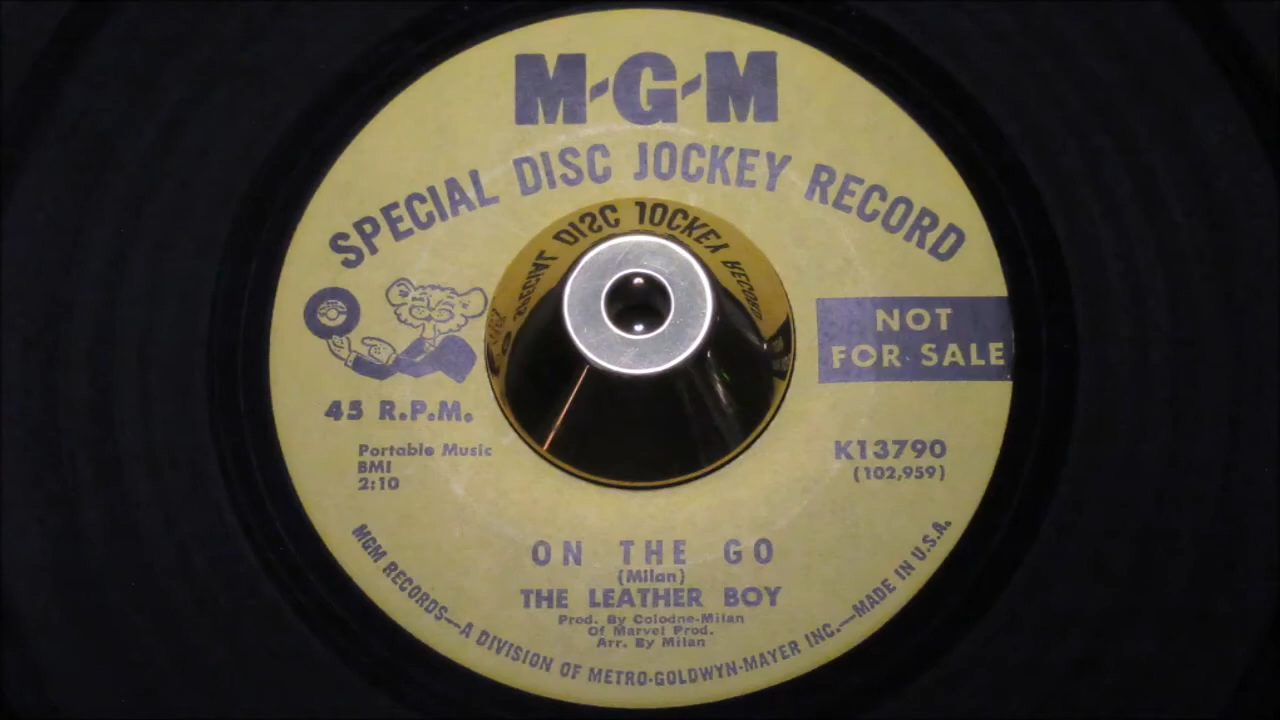 M-G-M
SPECIAL DISC JOCKEY RECORD
SPECIAL DISC JOCKEY RECORD
NOT
FOR SALE
45 R.P.M.
Portable Music
BMI
2:10
K13790
(102,959)
ON THE GO
(Milan)
THE LEATHER BOY
Prod. By Colodne-Milan
Of Marvel Prod.
Arr. By Milan
MGM RECORDS—A DIVISION OF METRO-GOLDWYN-MAYER INC.—MADE IN U.S.A.